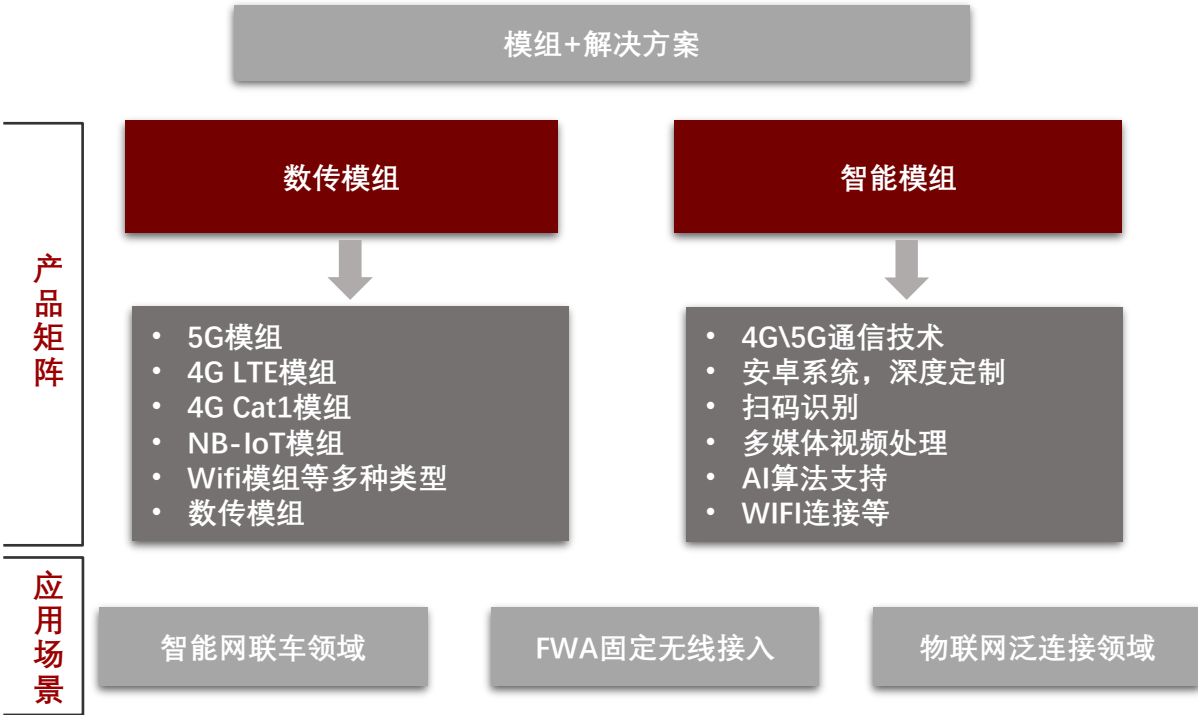 模组+解决方案
产品矩阵
数传模组
智能模组
• 5G模组
• 4G LTE模组
• 4G Cat1模组
• NB-IoT模组
• Wifi模组等多种类型
• 数传模组
• 4G\5G通信技术
• 安卓系统，深度定制
• 扫码识别
• 多媒体视频处理
• AI算法支持
• WIFI连接等
应用场景
智能网联车领域
FWA固定无线接入
物联网泛连接领域